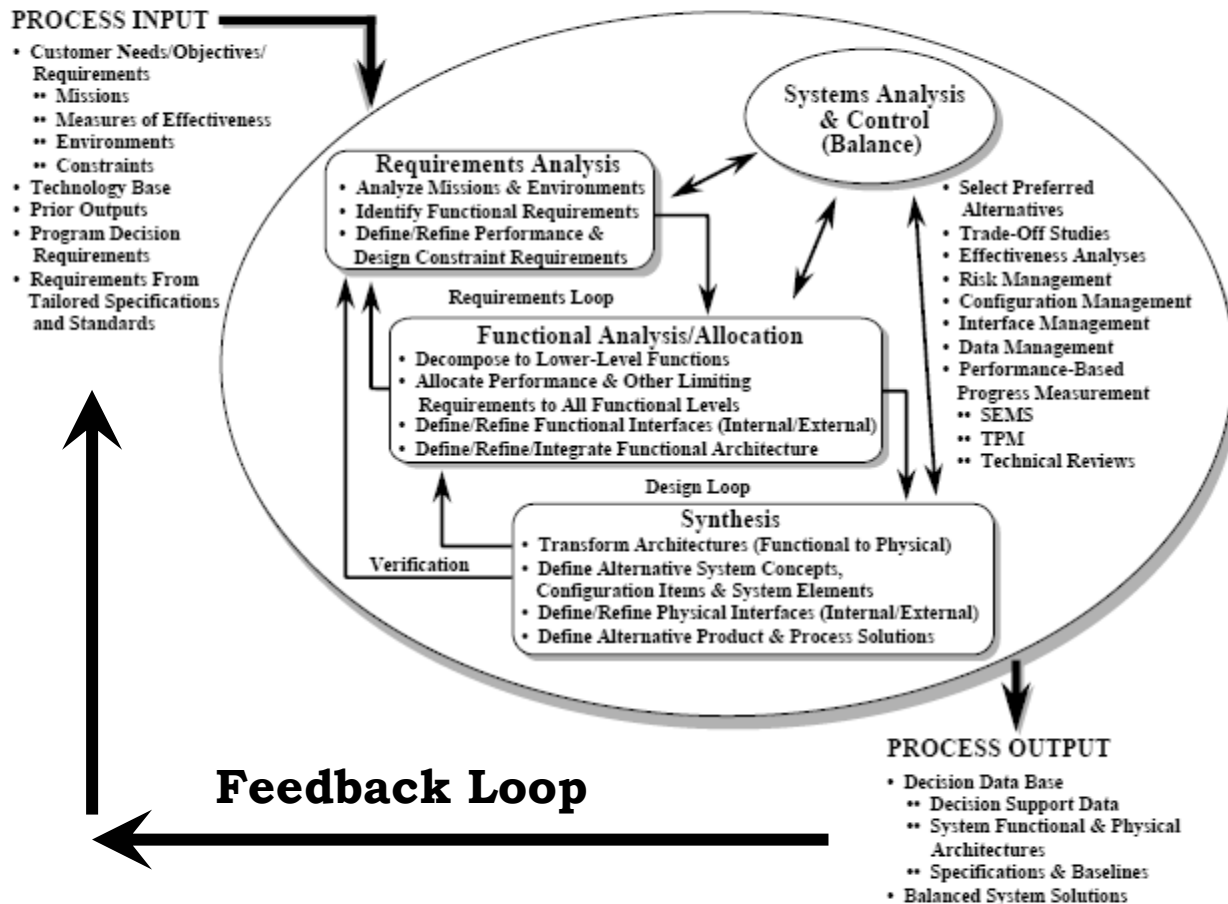 PROCESS INPUT
• Customer Needs/Objectives/
Requirements
•• Missions
•• Measures of Effectiveness
•• Environments
•• Constraints
• Technology Base
• Prior Outputs
• Program Decision
Requirements
• Requirements From
Tailored Specifications
and Standards
Systems Analysis
& Control
(Balance)
Requirements Analysis
• Analyze Missions & Environments
• Identify Functional Requirements
• Define/Refine Performance &
Design Constraint Requirements
• Select Preferred
Alternatives
• Trade-Off Studies
• Effectiveness Analyses
• Risk Management
• Configuration Management
• Interface Management
• Data Management
• Performance-Based
Progress Measurement
•• SEMS
•• TPM
•• Technical Reviews
Requirements Loop
Functional Analysis/Allocation
• Decompose to Lower-Level Functions
• Allocate Performance & Other Limiting
Requirements to All Functional Levels
• Define/Refine Functional Interfaces (Internal/External)
• Define/Refine/Integrate Functional Architecture
Design Loop
Synthesis
• Transform Architectures (Functional to Physical)
• Define Alternative System Concepts,
Configuration Items & System Elements
• Define/Refine Physical Interfaces (Internal/External)
• Define Alternative Product & Process Solutions
Verification
PROCESS OUTPUT
• Decision Data Base
•• Decision Support Data
•• System Functional & Physical
Architectures
•• Specifications & Baselines
• Balanced System Solutions
Feedback Loop